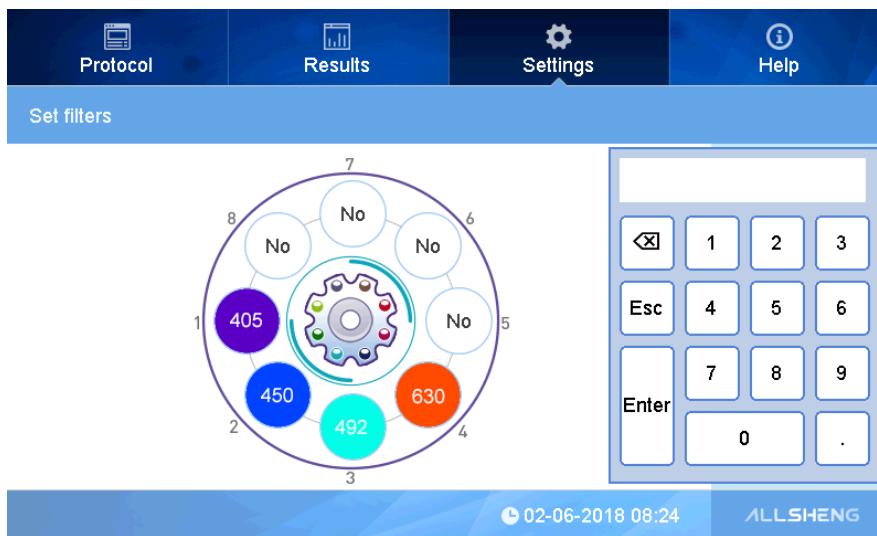 Protocol
Results
Settings
Help
Set filters
7
8
No
6
No
No
1
405
No
5
450
630
2
492
4
3
1
2
3
Esc
4
5
6
7
8
9
Enter
0
.
02-06-2018 08:24
ALLSHENG